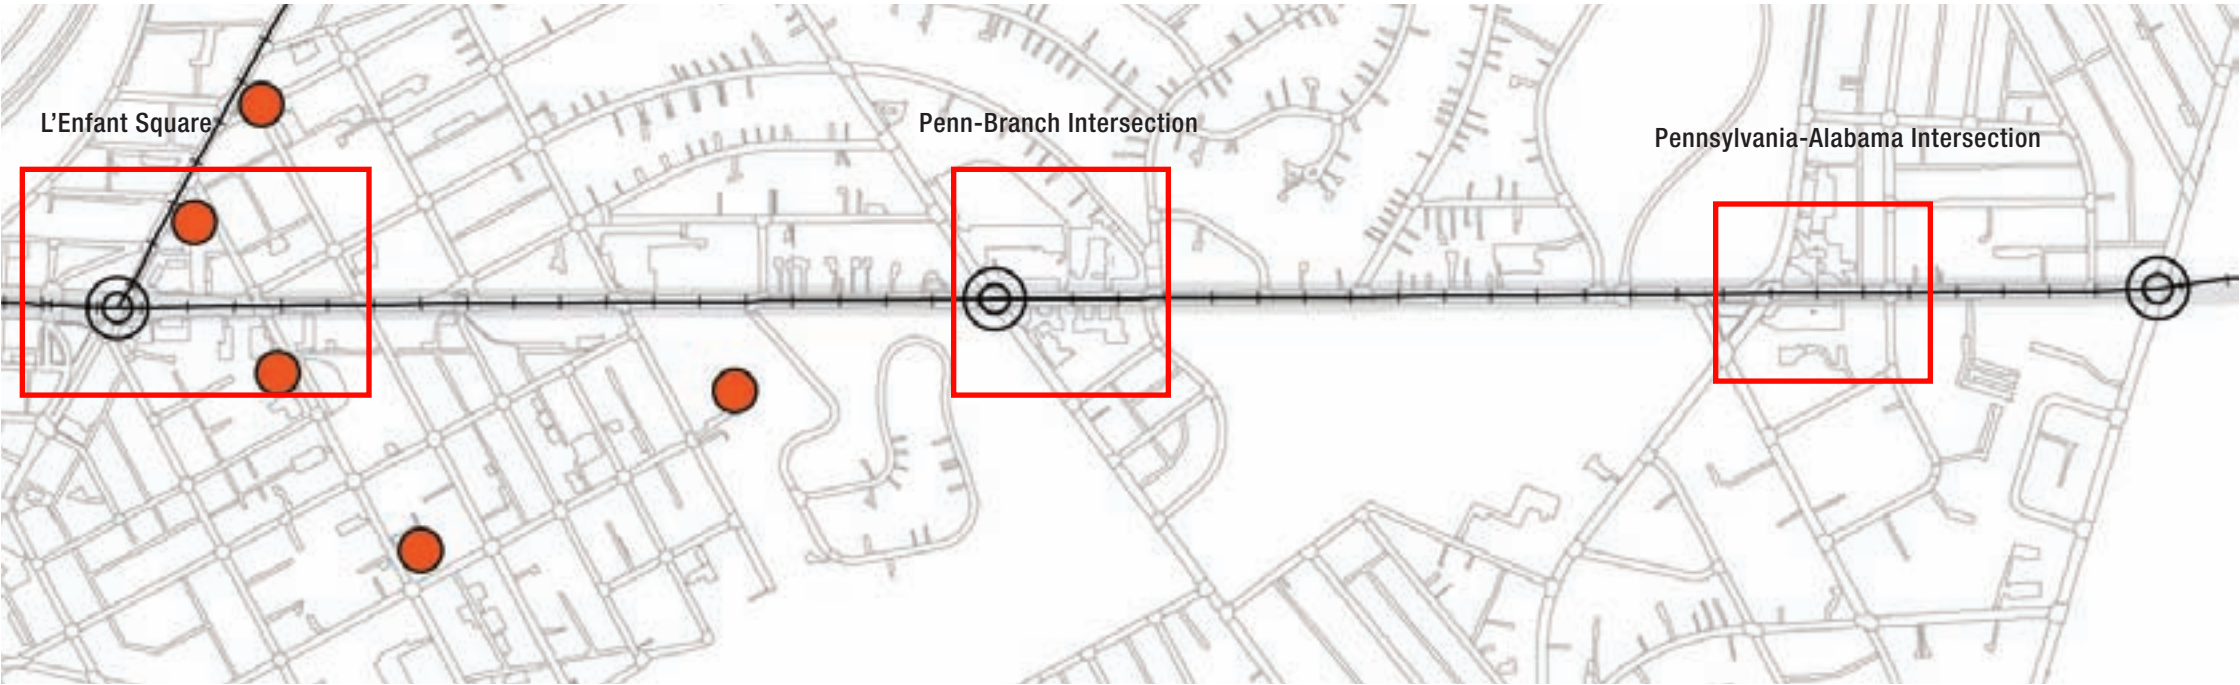 L’Enfant Square
Penn-Branch Intersection
Pennsylvania-Alabama Intersection